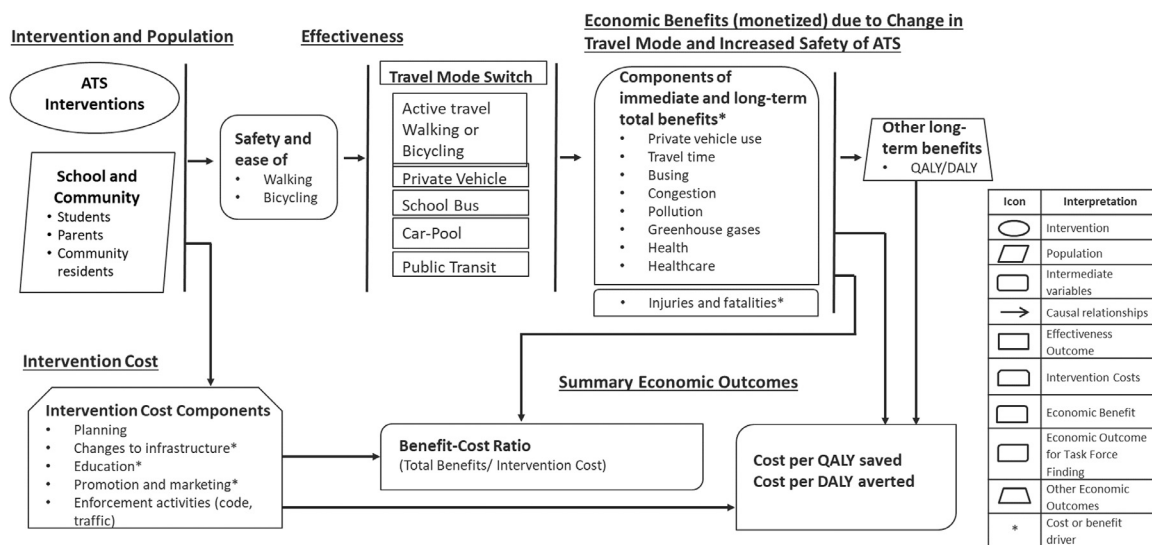 Intervention and Population
Effectiveness
Economic Benefits (monetized) due to Change in
Travel Mode and Increased Safety of ATS
ATS
Interventions
School and
Community
• Students
• Parents
• Community
residents
Safety and
ease of
• Walking
• Bicycling
Travel Mode Switch
Active travel
Walking or
Bicycling
Private Vehicle
School Bus
Car-Pool
Public Transit
Components of
immediate and long-term
total benefits*
• Private vehicle use
• Travel time
• Busing
• Congestion
• Pollution
• Greenhouse gases
• Health
• Healthcare
• Injuries and fatalities*
Other long-
term benefits
• QALY/DALY
Intervention Cost
Intervention Cost Components
• Planning
• Changes to infrastructure*
• Education*
• Promotion and marketing*
• Enforcement activities (code,
traffic)
Summary Economic Outcomes
Benefit-Cost Ratio
(Total Benefits/ Intervention Cost)
Cost per QALY saved
Cost per DALY averted
Icon Interpretation
Intervention
Population
Intermediate
variables
Causal relationships
Effectiveness
Outcome
Intervention Costs
Economic Benefit
Economic Outcome
for Task Force
Finding
Other Economic
Outcomes
* Cost or benefit
driver